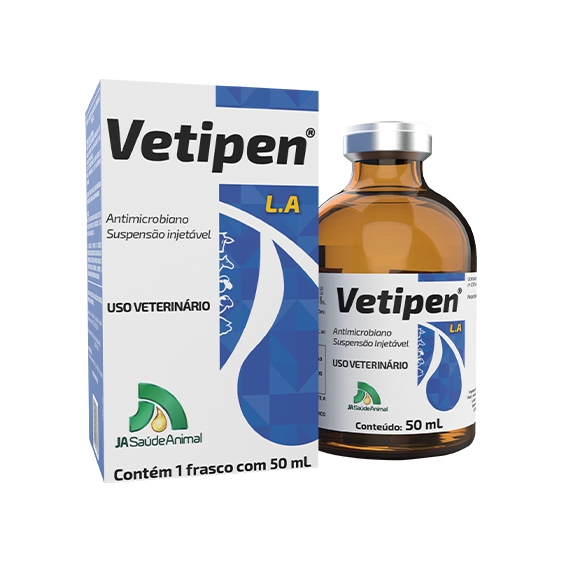 Vetipen®
L.A
Antimicrobiano
Suspensão injetável
USO VETERINÁRIO
JA Saúde Animal
Contém 1 frasco com 50 mL
Vetipen®
L.A
Antimicrobiano
Suspensão Injetável
USO VETERINÁRIO
JA Saúde Animal
Conteúdo: 50 mL